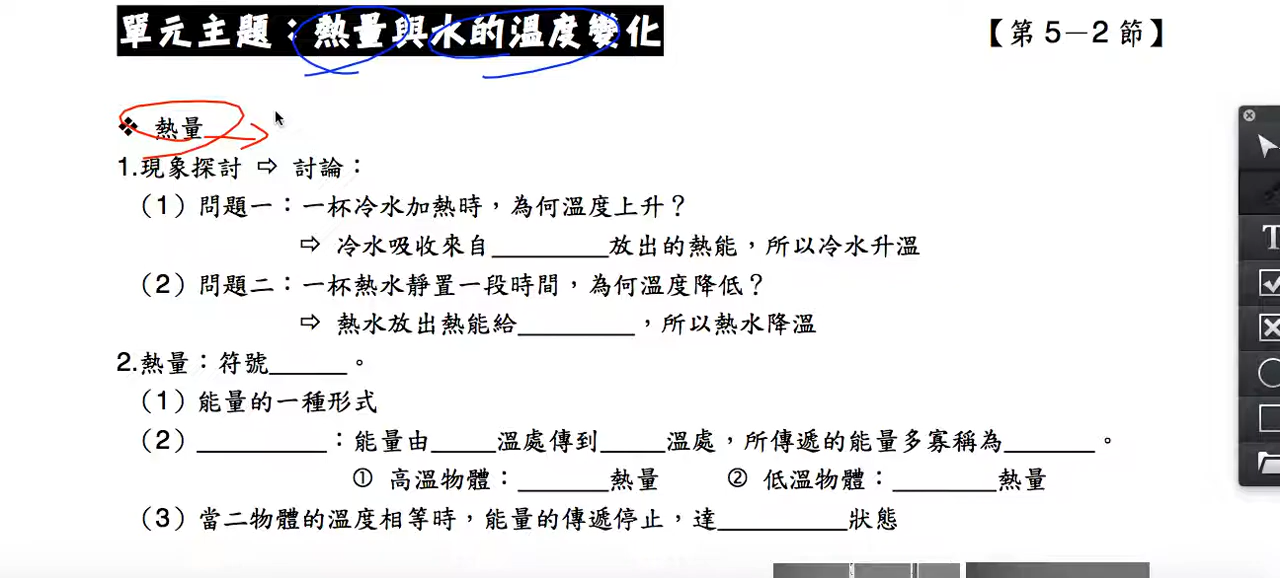 單元主題：熱量與水的溫度變化
【第 5－2 節】
❖ 熱量
1.現象探討 ⇨ 討論：
（1）問題一：一杯冷水加熱時，為何溫度上升？
⇨ 冷水吸收來自_________放出的熱能，所以冷水升溫
（2）問題二：一杯熱水靜置一段時間，為何溫度降低？
⇨ 熱水放出熱能給_________，所以熱水降溫
2.熱量：符號______。
（1）能量的一種形式
（2）__________：能量由_____溫處傳到_____溫處，所傳遞的能量多寡稱為_______。
① 高溫物體：_______熱量 ② 低溫物體：________熱量
（3）當二物體的溫度相等時，能量的傳遞停止，達__________狀態
T